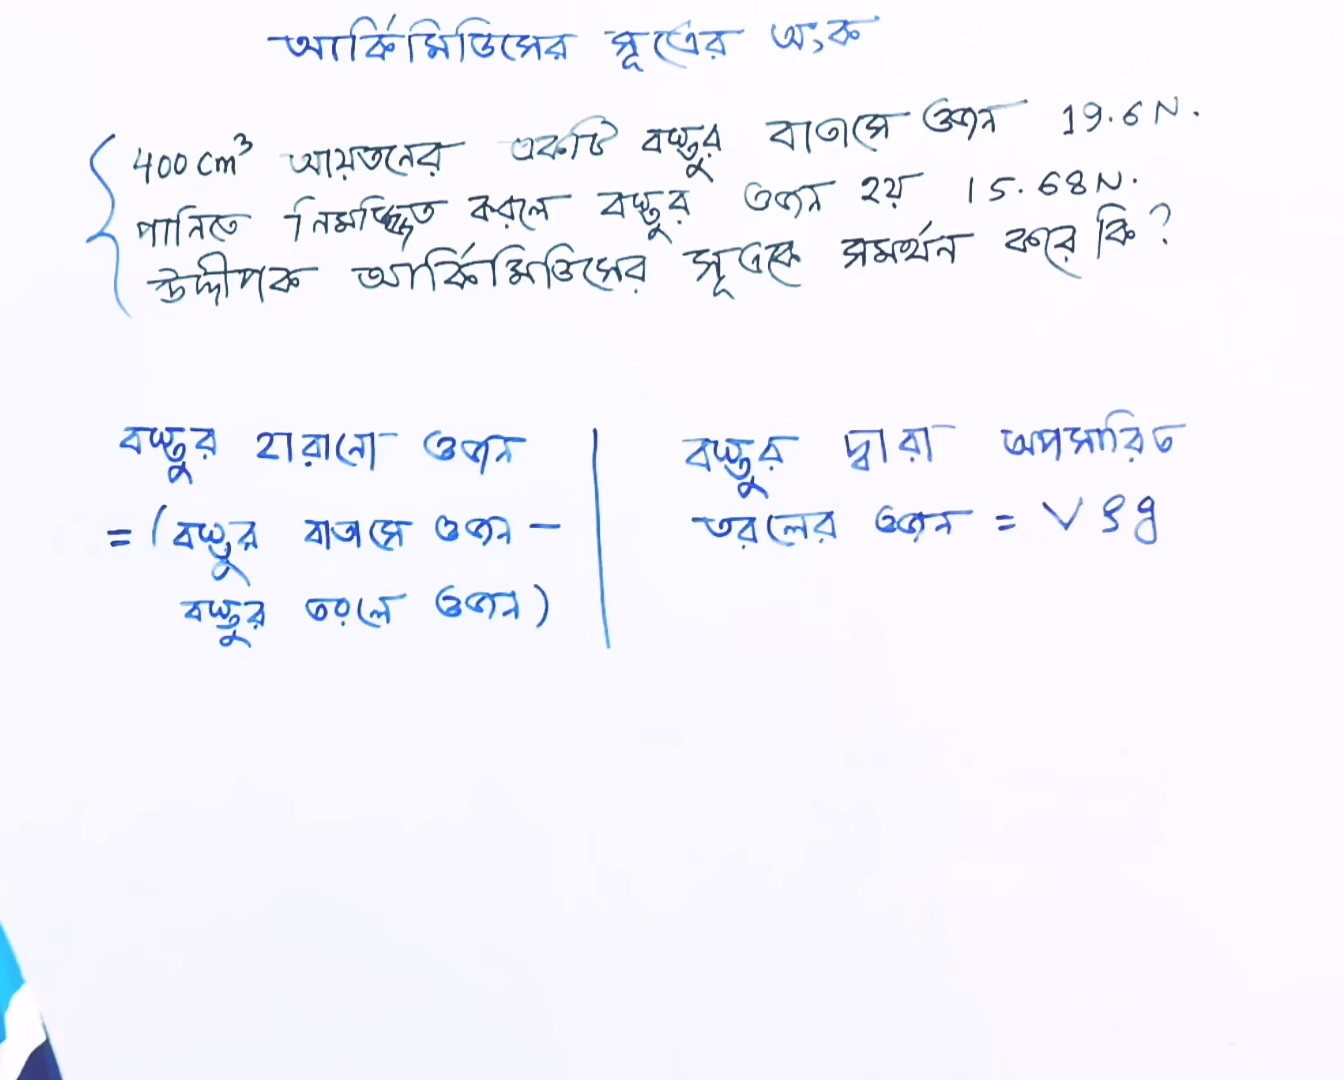 আর্কিমিডিসের সূত্রের অংক
400 cm³ আয়তনের একটি বস্তুর বাতাসে ওজন 19.6 N.
পানিতে নিমজ্জিত করলে বস্তুর ওজন হয় 15.68 N.
উদ্দীপক আর্কিমিডিসের সূত্রকে সমর্থন করে কি?
বস্তুর হারানো ওজন
= (বস্তুর বাতাসে ওজন –
বস্তুর তরলে ওজন)
বস্তুর দ্বারা অপসারিত
তরলের ওজন = Vρg